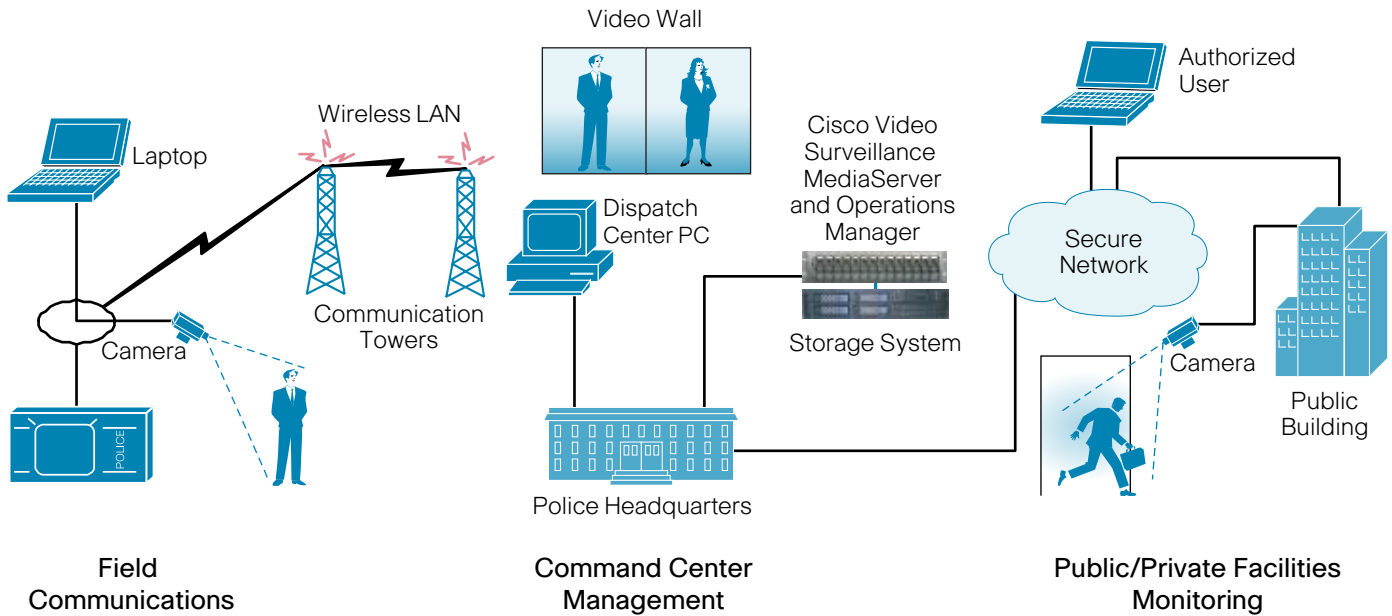 Video Wall
Authorized
User
Wireless LAN
Laptop
Cisco Video
Surveillance
MediaServer
and Operations
Manager
Dispatch
Center PC
Secure
Network
Communication
Towers
Camera
Storage System
Camera
POLICE
Public
Building
Police Headquarters
Field
Communications
Command Center
Management
Public/Private Facilities
Monitoring